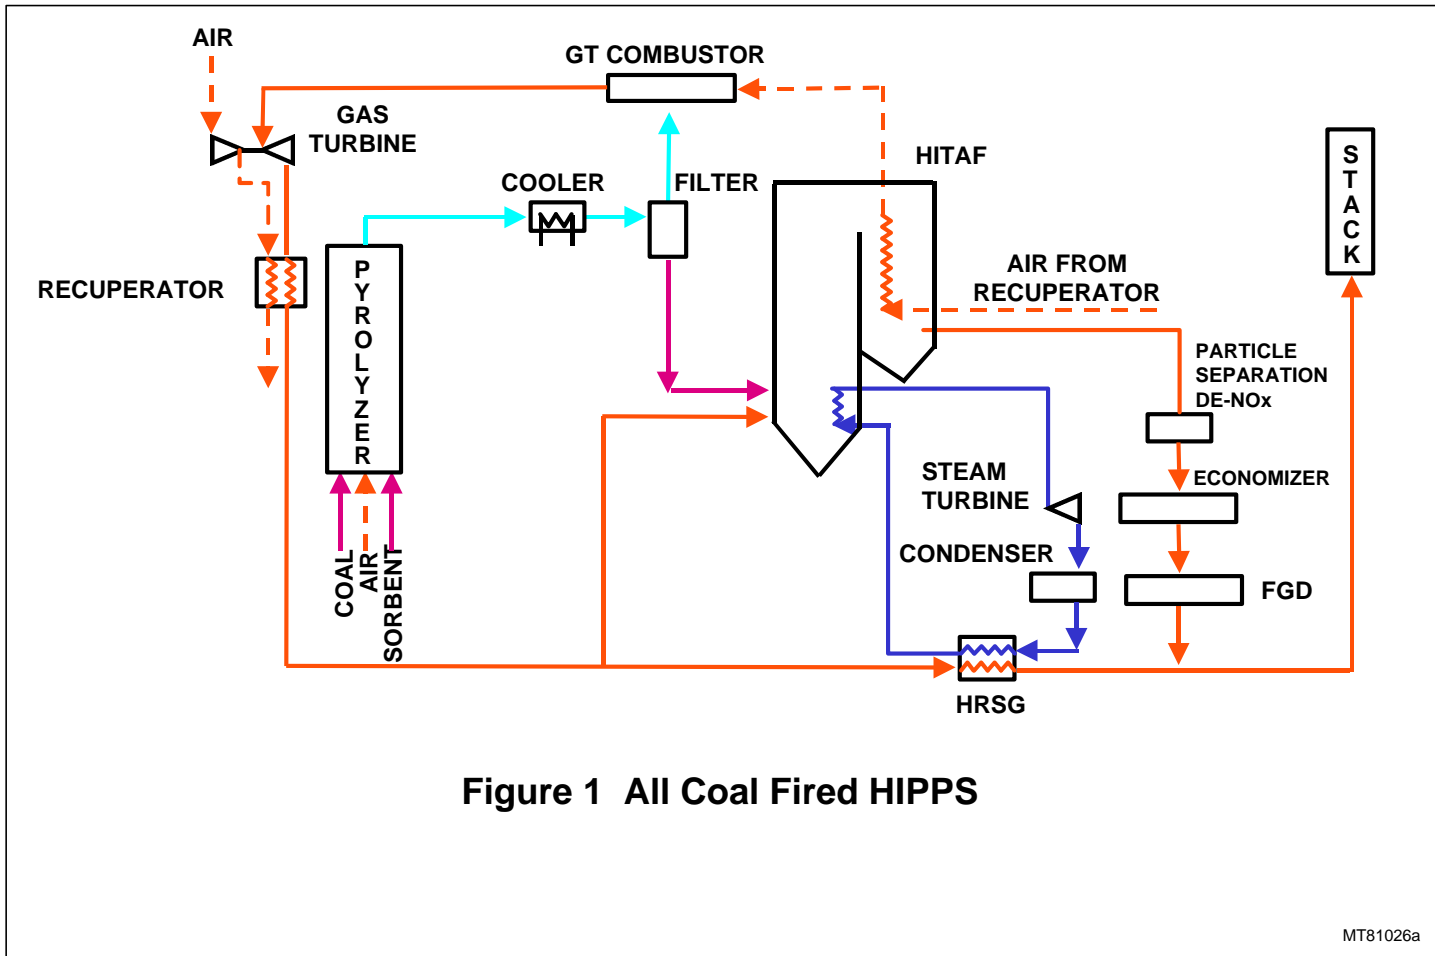 AIR
GT COMBUSTOR
GAS
TURBINE
HITAF
COOLER
FILTER
STACK
RECUPERATOR
PYROLYZER
AIR FROM
RECUPERATOR
PARTICLE
SEPARATION
DE-NOx
STEAM
TURBINE
ECONOMIZER
CONDENSER
FGD
COAL
AIR
SORBENT
HRSG
Figure 1 All Coal Fired HIPPS
MT81026a